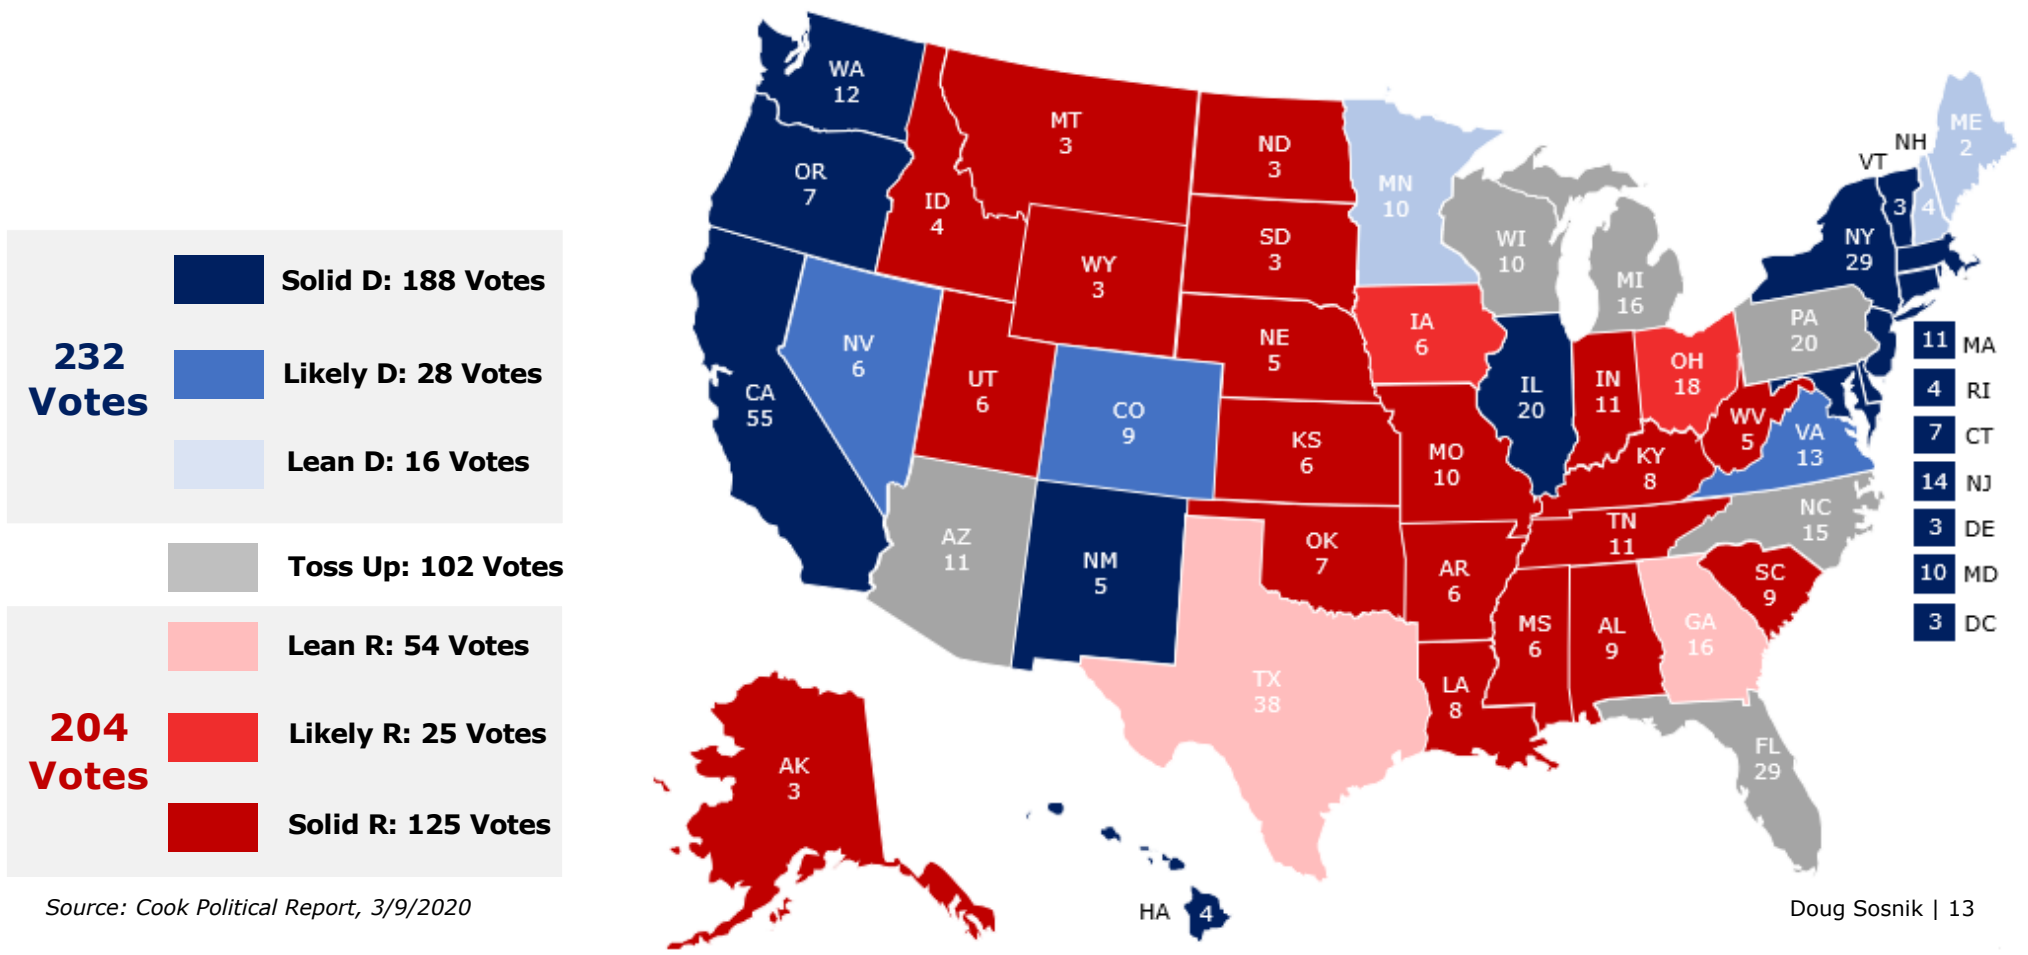 232
Votes
Solid D: 188 Votes
Likely D: 28 Votes
Lean D: 16 Votes
Toss Up: 102 Votes
204
Votes
Lean R: 54 Votes
Likely R: 25 Votes
Solid R: 125 Votes
Source: Cook Political Report, 3/9/2020
WA
12
OR
7
CA
55
NV
6
ID
4
MT
3
WY
3
UT
6
CO
9
AZ
11
NM
5
ND
3
SD
3
NE
5
KS
6
OK
7
TX
38
MN
10
IA
6
MO
10
AR
6
LA
8
WI
10
IL
20
MI
16
IN
11
OH
18
KY
8
TN
11
MS
6
AL
9
GA
16
FL
29
SC
9
NC
15
VA
13
WV
5
PA
20
NY
29
VT
3
NH
4
ME
2
11 MA
4 RI
7 CT
14 NJ
3 DE
10 MD
3 DC
AK
3
HA 4
Doug Sosnik | 13